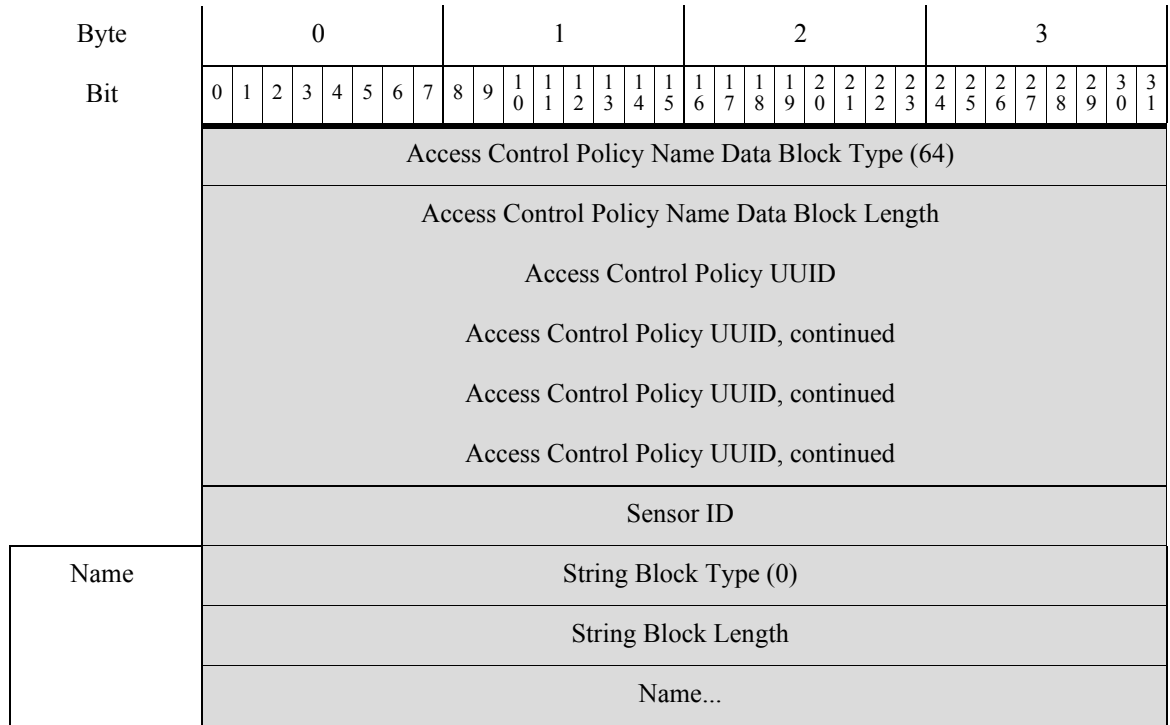 Byte 0 1 2 3
Bit 0 1 2 3 4 5 6 7 8 9 10 11 12 13 14 15 16 17 18 19 20 21 22 23 24 25 26 27 28 29 30 31
Access Control Policy Name Data Block Type (64)
Access Control Policy Name Data Block Length
Access Control Policy UUID
Access Control Policy UUID, continued
Access Control Policy UUID, continued
Access Control Policy UUID, continued
Sensor ID
Name String Block Type (0)
String Block Length
Name...